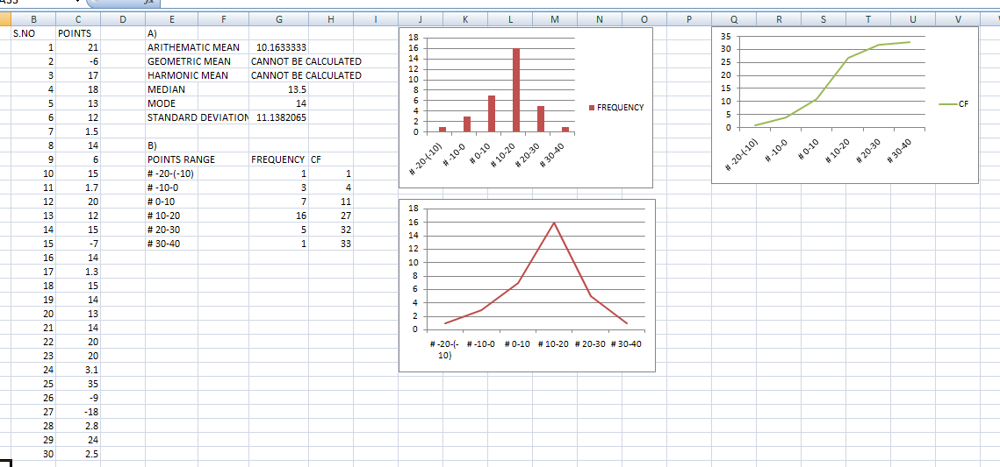 B C D E F G H I J K L M N O P Q R S T U V
S.NO POINTS A)
1 21 ARITHEMATIC MEAN 10.1633333
2 -6 GEOMETRIC MEAN CANNOT BE CALCULATED
3 17 HARMONIC MEAN CANNOT BE CALCULATED
4 18 MEDIAN 13.5
5 13 MODE 14
6 12 STANDARD DEVIATION 11.1382065
7 1.5
8 14 B)
9 6 POINTS RANGE FREQUENCY CF
10 15 # -20-(-10) 1 1
11 1.7 # -10-0 3 4
12 20 # 0-10 7 11
13 12 # 10-20 16 27
14 15 # 20-30 5 32
15 -7 # 30-40 1 33
16 14
17 1.3
18 15
19 14
20 13
21 14
22 20
23 20
24 3.1
25 35
26 -9
27 -18
28 2.8
29 24
30 2.5
18
16
14
12
10
8
6
4
2
0
# -20-(-10) # -10-0 # 0-10 # 10-20 # 20-30 # 30-40
FREQUENCY
35
30
25
20
15
10
5
0
# -20-(-10) # -10-0 # 0-10 # 10-20 # 20-30 # 30-40
CF
18
16
14
12
10
8
6
4
2
0
# -20-(- # -10-0 # 0-10 # 10-20 # 20-30 # 30-40
10)